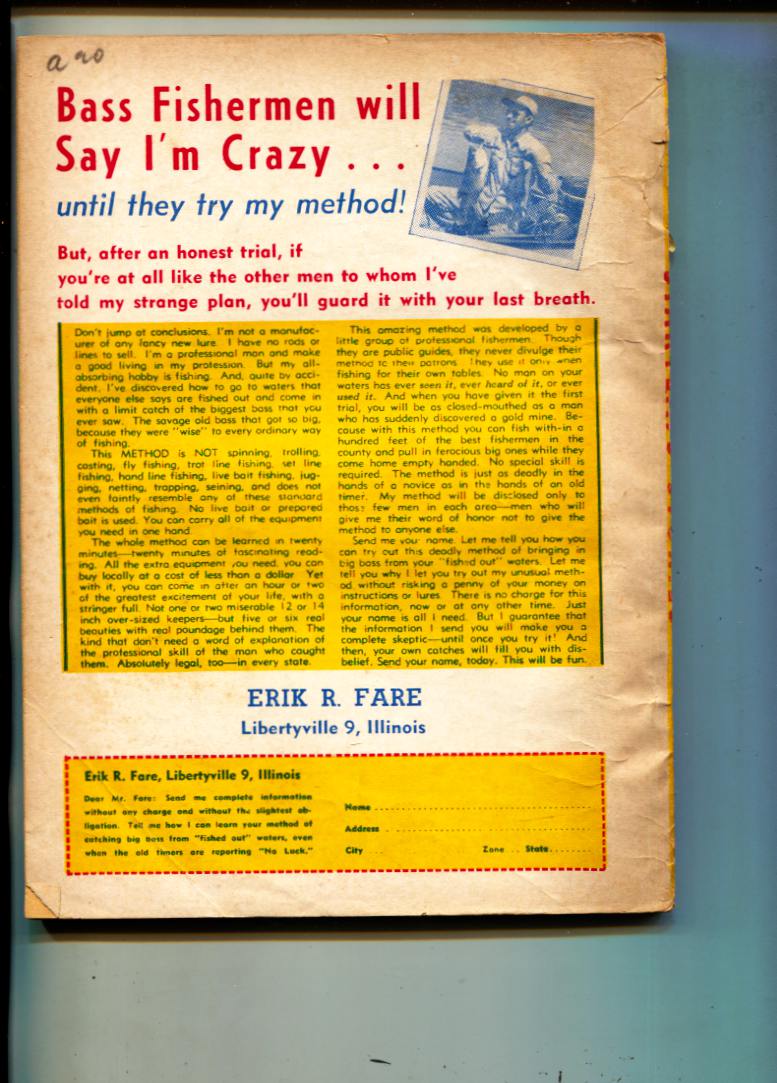 a 20
Bass Fishermen will
Say I'm Crazy . . .
until they try my method!
But, after an honest trial, if
you're at all like the other men to whom I've
told my strange plan, you'll guard it with your last breath.
Don't jump at conclusions. I'm not a manufac-
urer of any fancy new lure. I have no rods or
lines to sell. I'm a professional man and make
a good living in my profession. But my all-
absorbing hobby is fishing. And, quite by acci-
dent, I've discovered how to go to waters that
everyone else says are fished out and come in
with a limit catch of the biggest bass that you
ever saw. The savage old bass that got so big,
because they were "wise" to every ordinary way
of fishing.
This METHOD is NOT spinning, trolling,
casting, fly fishing, trot line fishing, set line
fishing, hand line fishing, live bait fishing, jug-
ging, netting, trapping, seining, and does not
even faintly resemble any of these standard
methods of fishing. No live bait or prepared
bait is used. You can carry all of the equipment
you need in one hand.
The whole method can be learned in twenty
minutes—twenty minutes of fascinating read-
ing. All the extra equipment you need, you can
buy locally at a cost of less than a dollar. Yet
with it, you can come in after an hour or two
of the greatest excitement of your life, with a
stringer full. Not one or two miserable 12 or 14
inch over-sized keepers—but five or six real
beauties with real poundage behind them. The
kind that don't need a word of explanation of
the professional skill of the man who caught
them. Absolutely legal, too—in every state.
This amazing method was developed by a
little group of professional fishermen. Though
they are public guides, they never divulge their
method to their patrons. They use it only when
fishing for their own tables. No man on your
waters has ever seen it, ever heard of it, or ever
used it. And when you have given it the first
trial, you will be as closed-mouthed as a man
who has suddenly discovered a gold mine. Be-
cause with this method you can fish with-in a
hundred feet of the best fishermen in the
county and pull in ferocious big ones while they
come home empty handed. No special skill is
required. The method is just as deadly in the
hands of a novice as in the hands of an old
timer. My method will be disclosed only to
those few men in each area—men who will
give me their word of honor not to give the
method to anyone else.
Send me your name. Let me tell you how you
can try out this deadly method of bringing in
big bass from your "fished out" waters. Let me
tell you why I let you try out my unusual meth-
od without risking a penny of your money on
instructions or lures. There is no charge for this
information, now or at any other time. Just
your name is all I need. But I guarantee that
the information I send you will make you a
complete skeptic—until once you try it! And
then, your own catches will fill you with dis-
belief. Send your name, today. This will be fun.
ERIK R. FARE
Libertyville 9, Illinois
Erik R. Fare, Libertyville 9, Illinois
Dear Mr. Fare: Send me complete information
without any charge and without the slightest ob-
ligation. Tell me how I can learn your method of
catching big bass from "fished out" waters, even
when the old timers are reporting "No Luck."
Name
Address
City Zone State